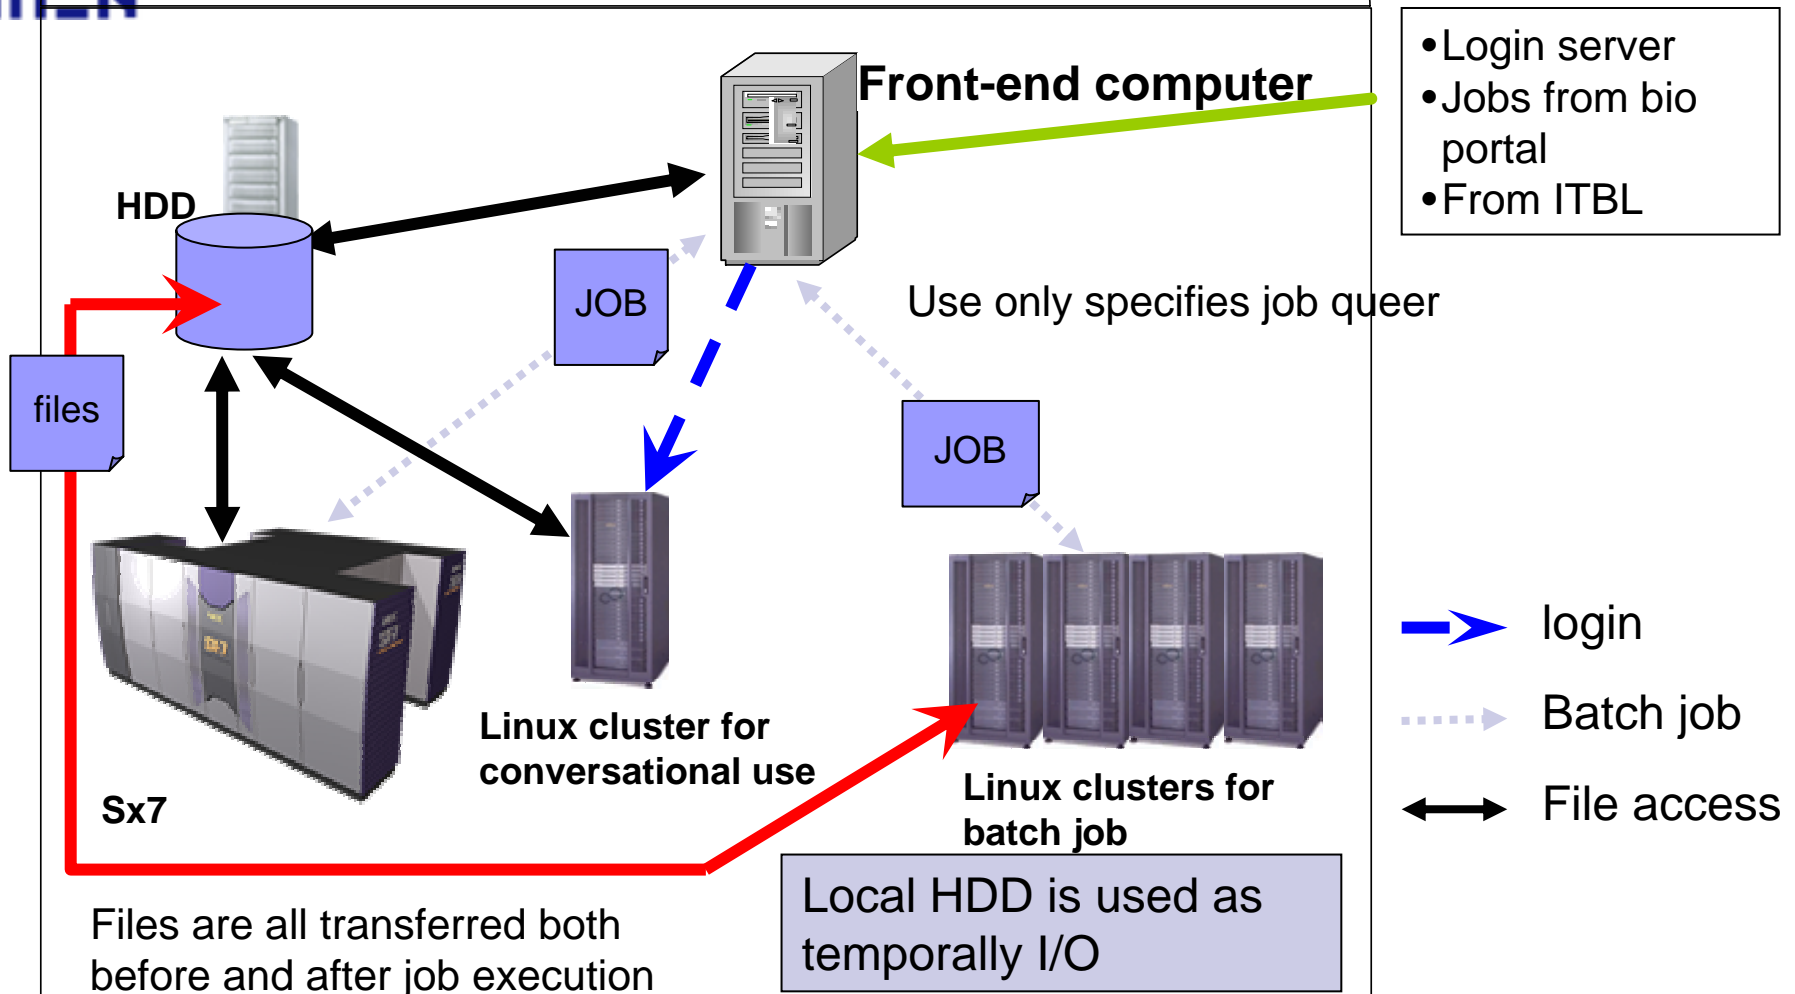 Front-end computer
•Login server
•Jobs from bio
portal
•From ITBL
HDD
JOB
Use only specifies job queer
files
JOB
login
Batch job
File access
Linux cluster for
conversational use
Sx7
Linux clusters for
batch job
Local HDD is used as
temporally I/O
Files are all transferred both
before and after job execution